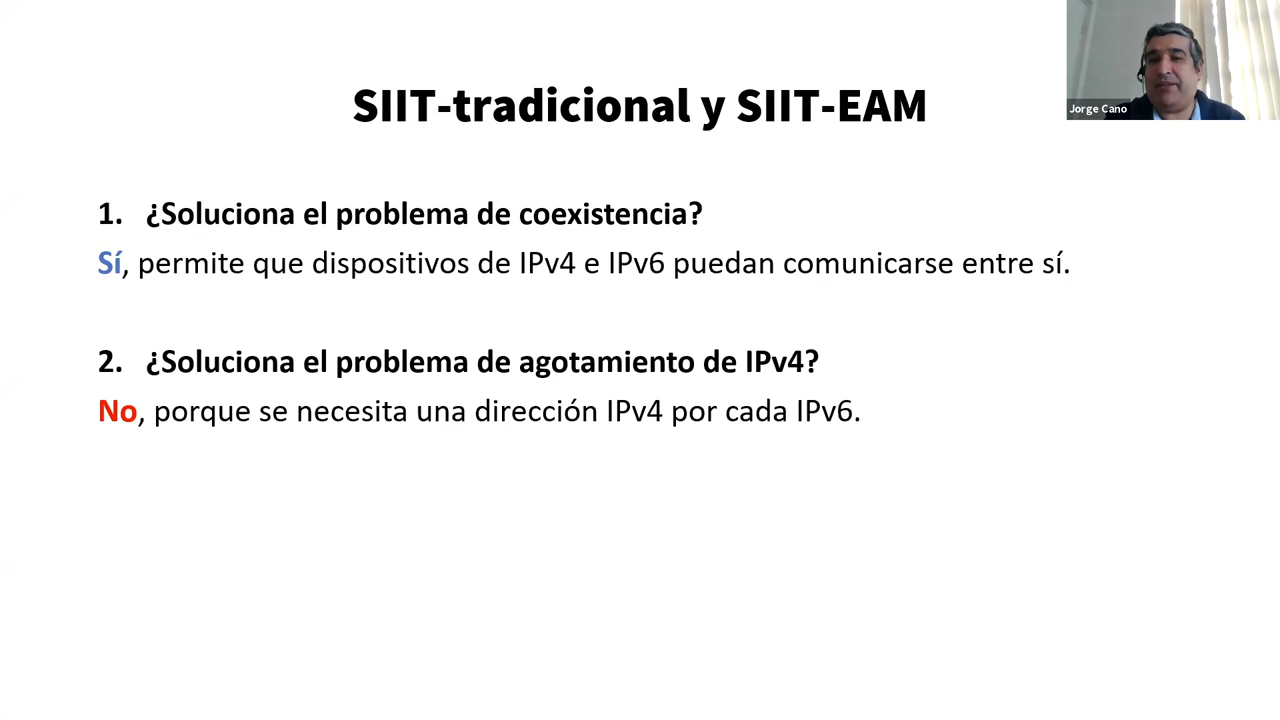 Jorge Cano
SIIT-tradicional y SIIT-EAM
1. ¿Soluciona el problema de coexistencia?
Sí, permite que dispositivos de IPv4 e IPv6 puedan comunicarse entre sí.
2. ¿Soluciona el problema de agotamiento de IPv4?
No, porque se necesita una dirección IPv4 por cada IPv6.